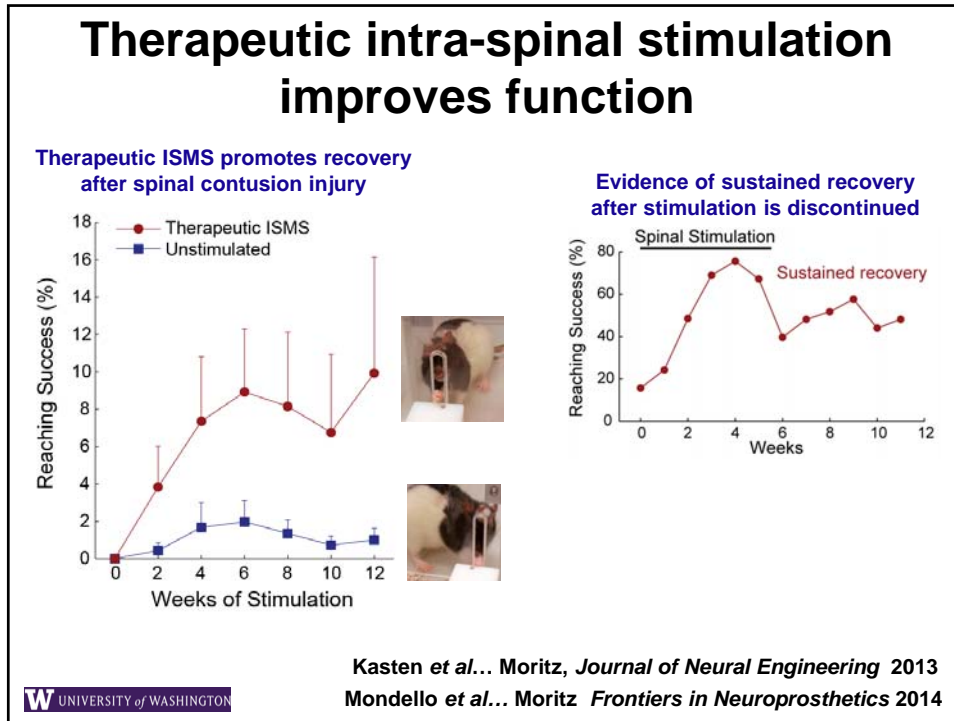 Therapeutic intra-spinal stimulation
improves function
Therapeutic ISMS promotes recovery
after spinal contusion injury
18
16
14
12
10
8
6
4
2
0
Reaching Success (%)
Therapeutic ISMS
Unstimulated
0 2 4 6 8 10 12
Weeks of Stimulation
Evidence of sustained recovery
after stimulation is discontinued
Spinal Stimulation
Sustained recovery
80
60
40
20
0
Reaching Success (%)
0 2 4 6 8 10 12
Weeks
Kasten et al... Moritz, Journal of Neural Engineering 2013
Mondello et al... Moritz Frontiers in Neuroprosthetics 2014
W UNIVERSITY of WASHINGTON